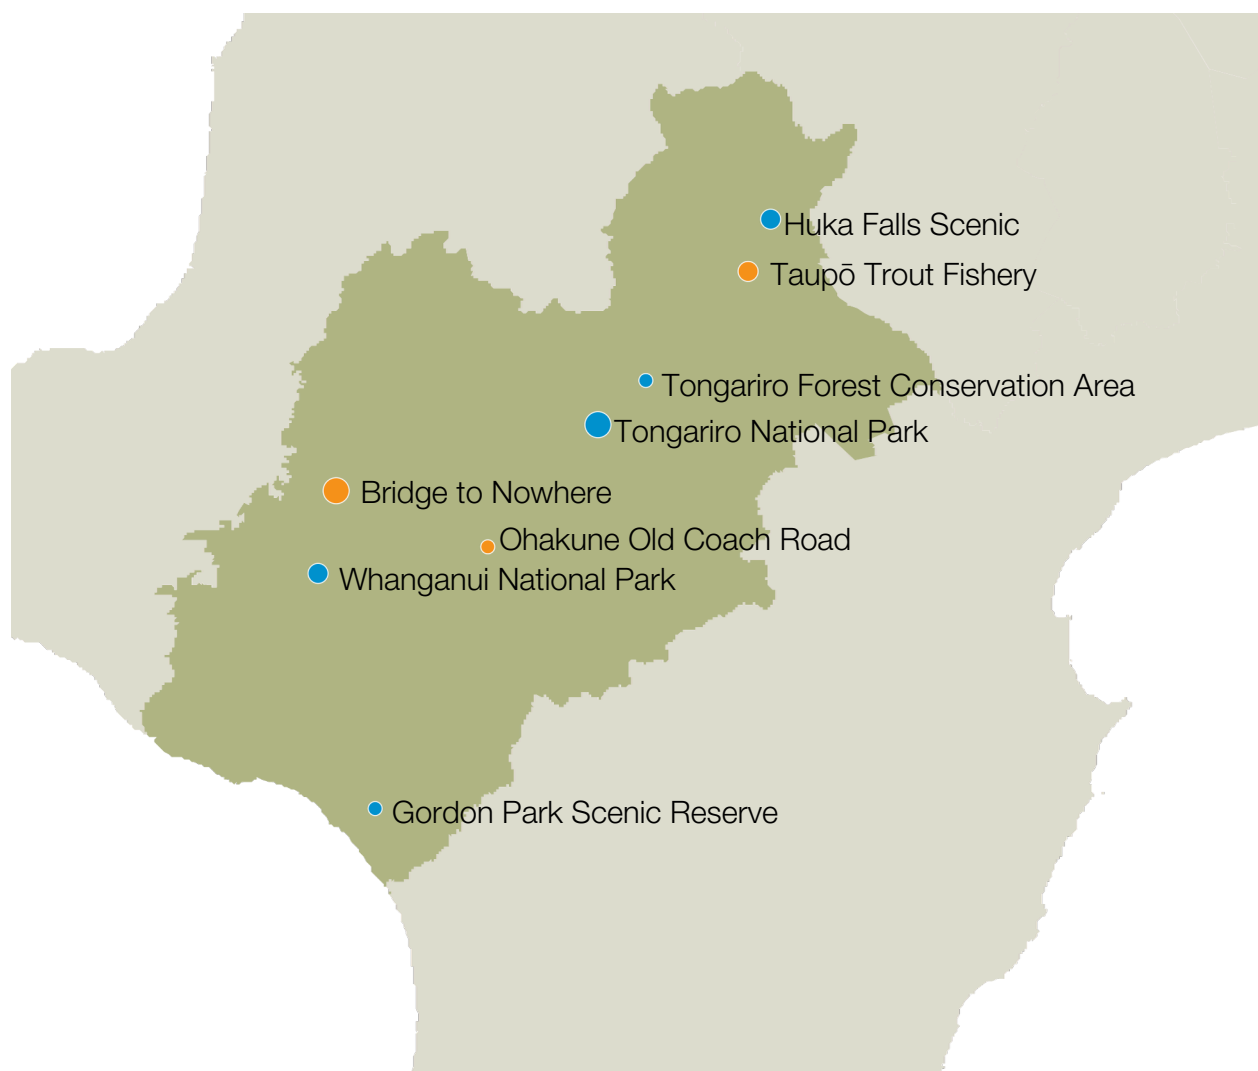 Huka Falls Scenic
Taupō Trout Fishery
Tongariro Forest Conservation Area
Tongariro National Park
Bridge to Nowhere
Ohakune Old Coach Road
Whanganui National Park
Gordon Park Scenic Reserve